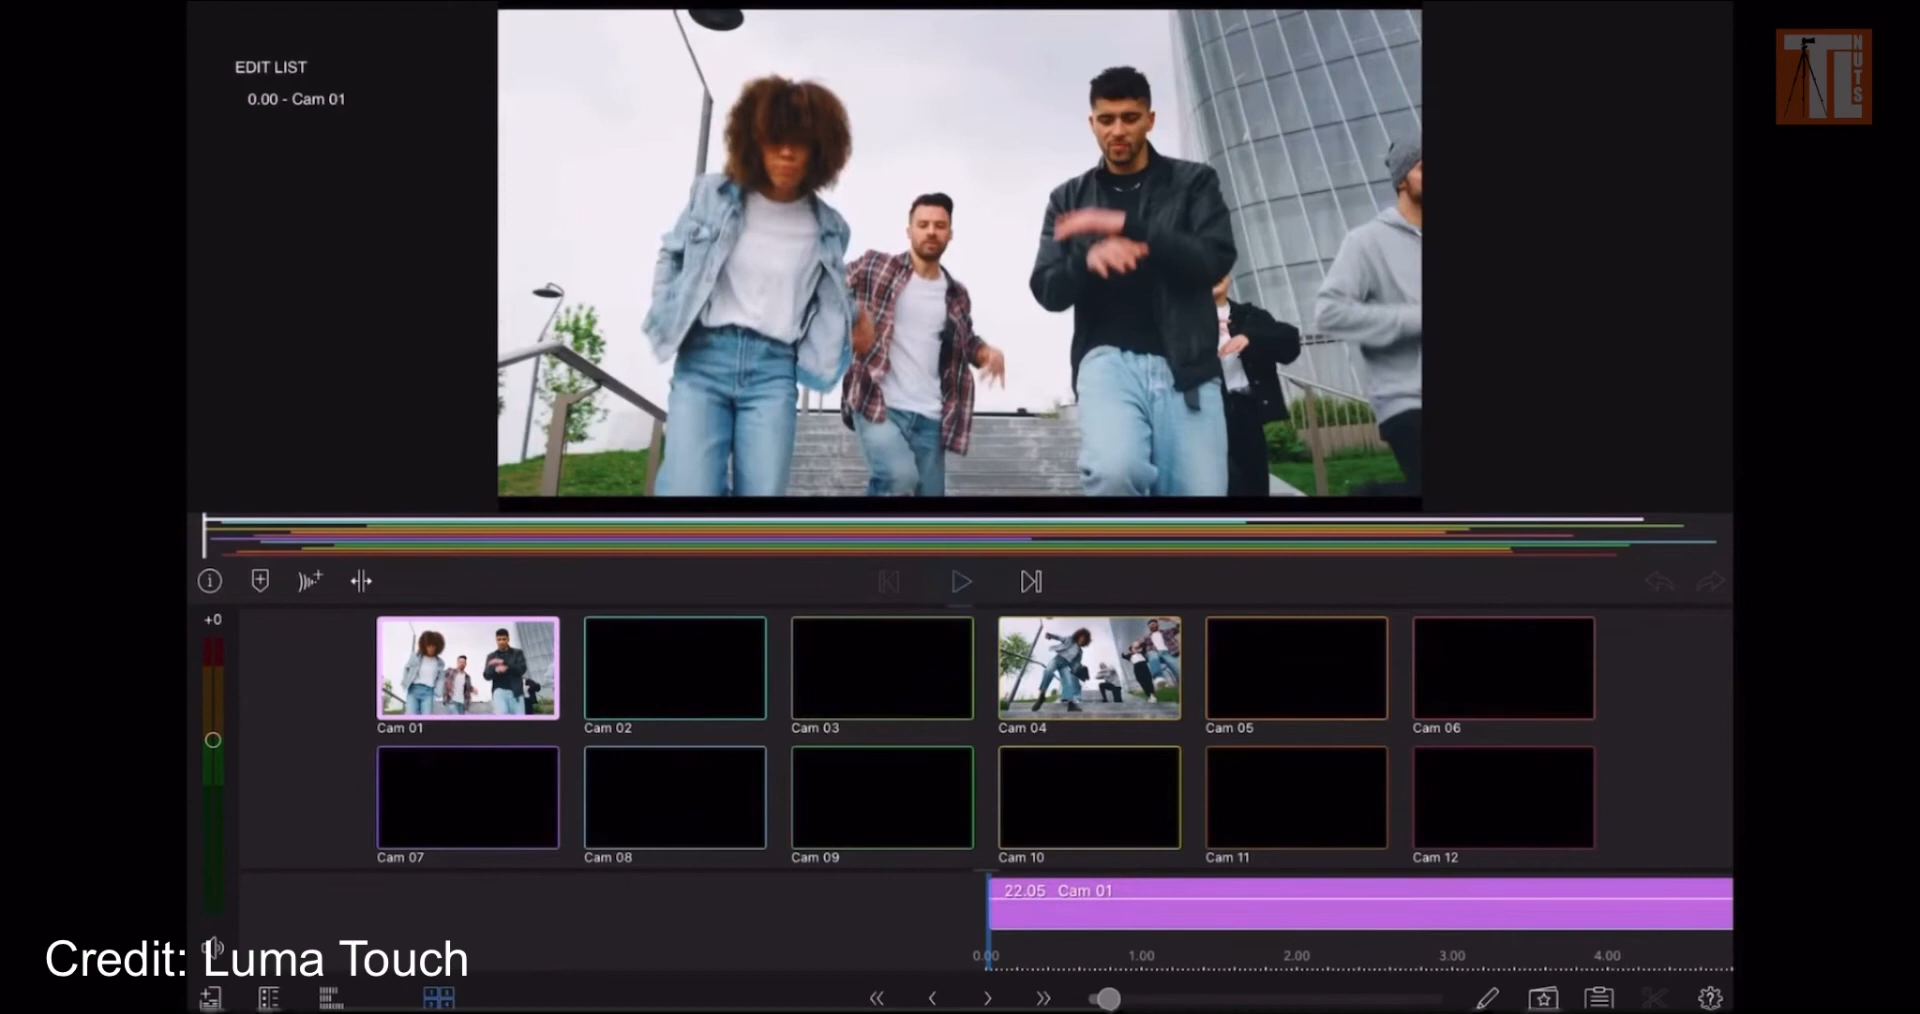 EDIT LIST
0.00 - Cam 01
TL
NUTS
+0
Cam 01
Cam 02
Cam 03
Cam 04
Cam 05
Cam 06
Cam 07
Cam 08
Cam 09
Cam 10
Cam 11
Cam 12
22.05 Cam 01
0.00 1.00 2.00 3.00 4.00
Credit: Luma Touch